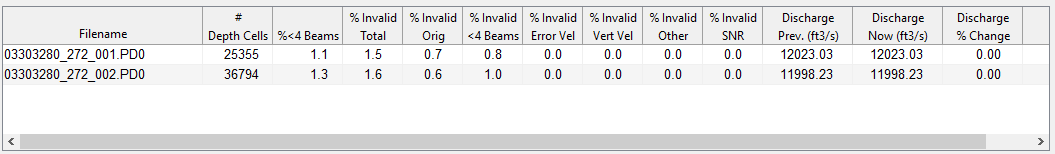 # % Invalid % Invalid % Invalid % Invalid % Invalid % Invalid % Invalid Discharge Discharge Discharge
Filename Depth Cells %<4 Beams Total Orig <4 Beams Error Vel Vert Vel Other SNR Prev. (ft3/s) Now (ft3/s) % Change
03303280_272_001.PD0 25355 1.1 1.5 0.7 0.8 0.0 0.0 0.0 0.0 12023.03 12023.03 0.00
03303280_272_002.PD0 36794 1.3 1.6 0.6 1.0 0.0 0.0 0.0 0.0 11998.23 11998.23 0.00